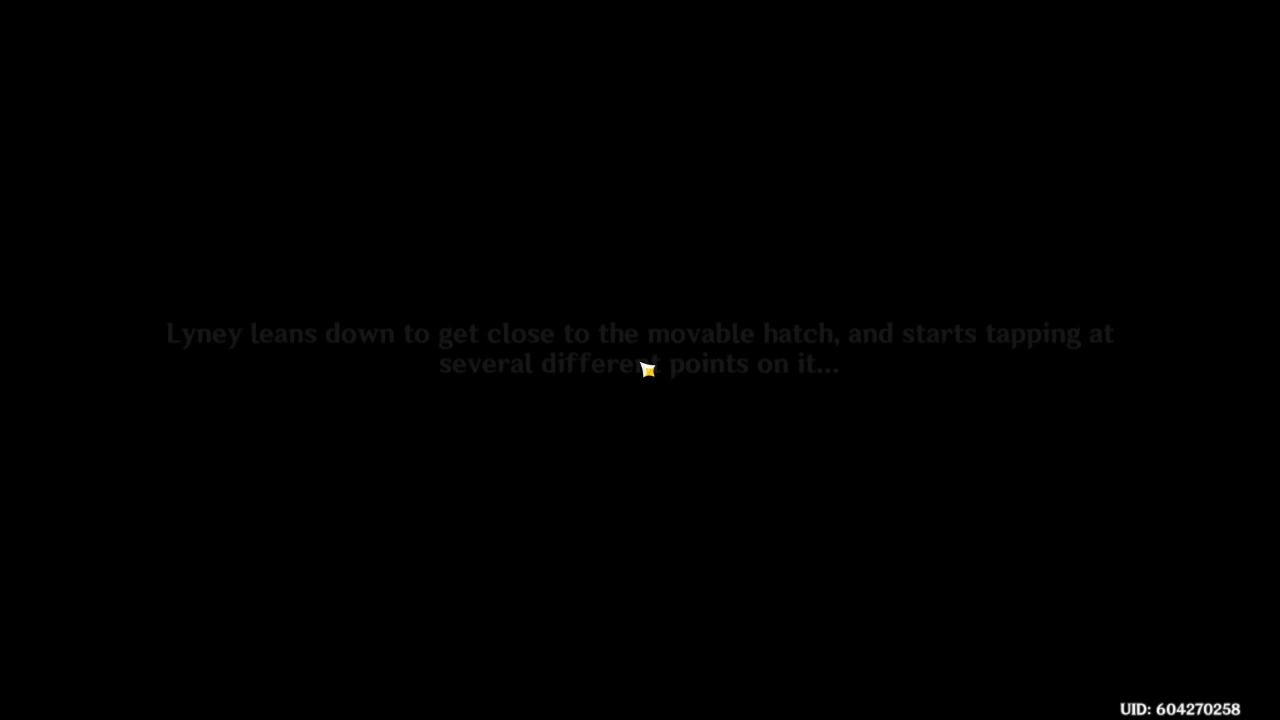 Lyney leans down to get close to the movable hatch, and starts tapping at
several different points on it...
UID: 604270258